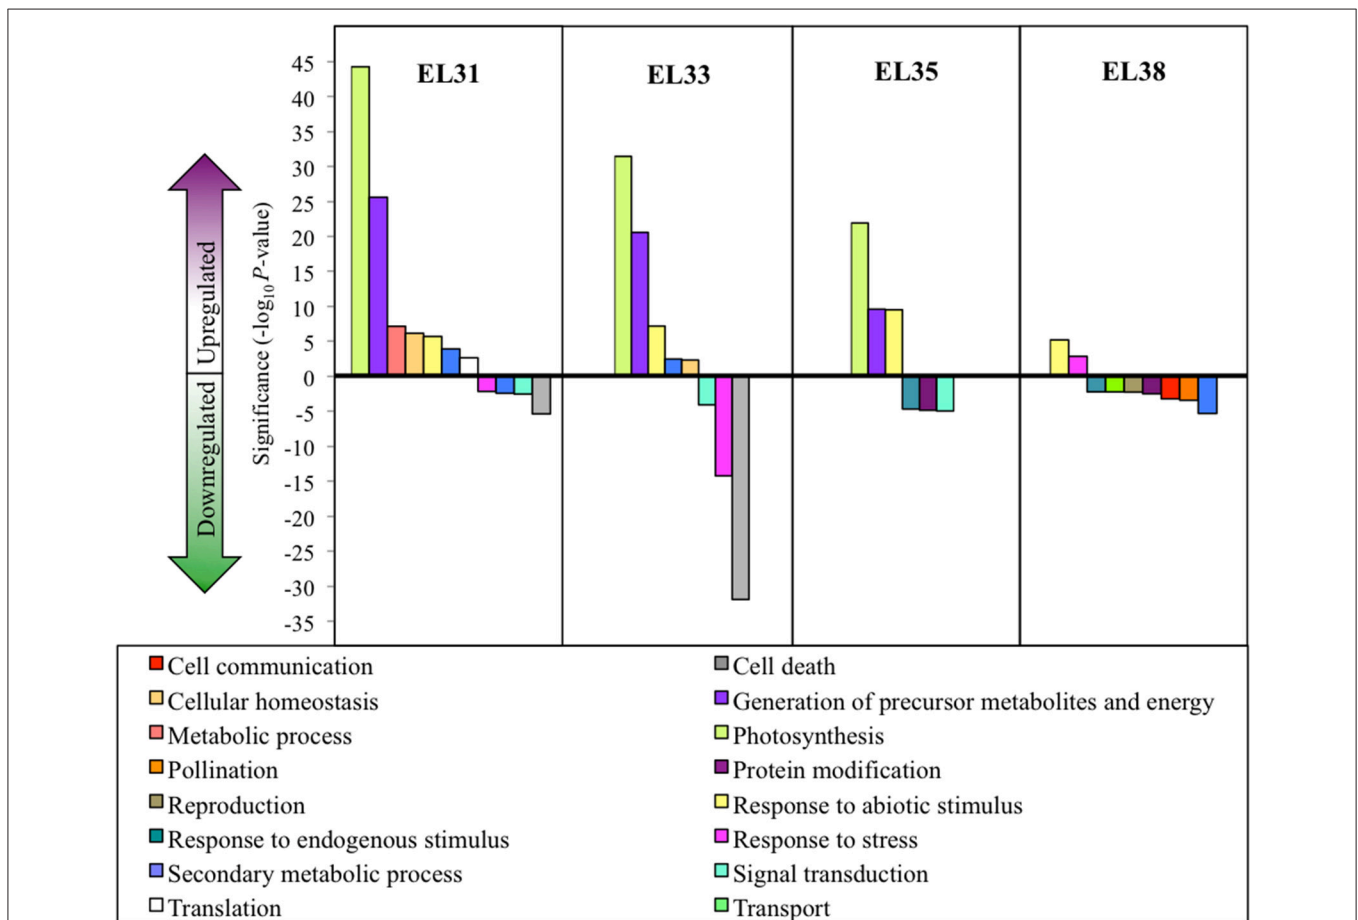 EL31 EL33 EL35 EL38
45
40
35
30
25
20
15
10
5
0
-5
-10
-15
-20
-25
-30
-35
Upregulated
Downregulated
Significance (-log10 P-value)
Cell communication Cell death
Cellular homeostasis Generation of precursor metabolites and energy
Metabolic process Photosynthesis
Pollination Protein modification
Reproduction Response to abiotic stimulus
Response to endogenous stimulus Response to stress
Secondary metabolic process Signal transduction
Translation Transport